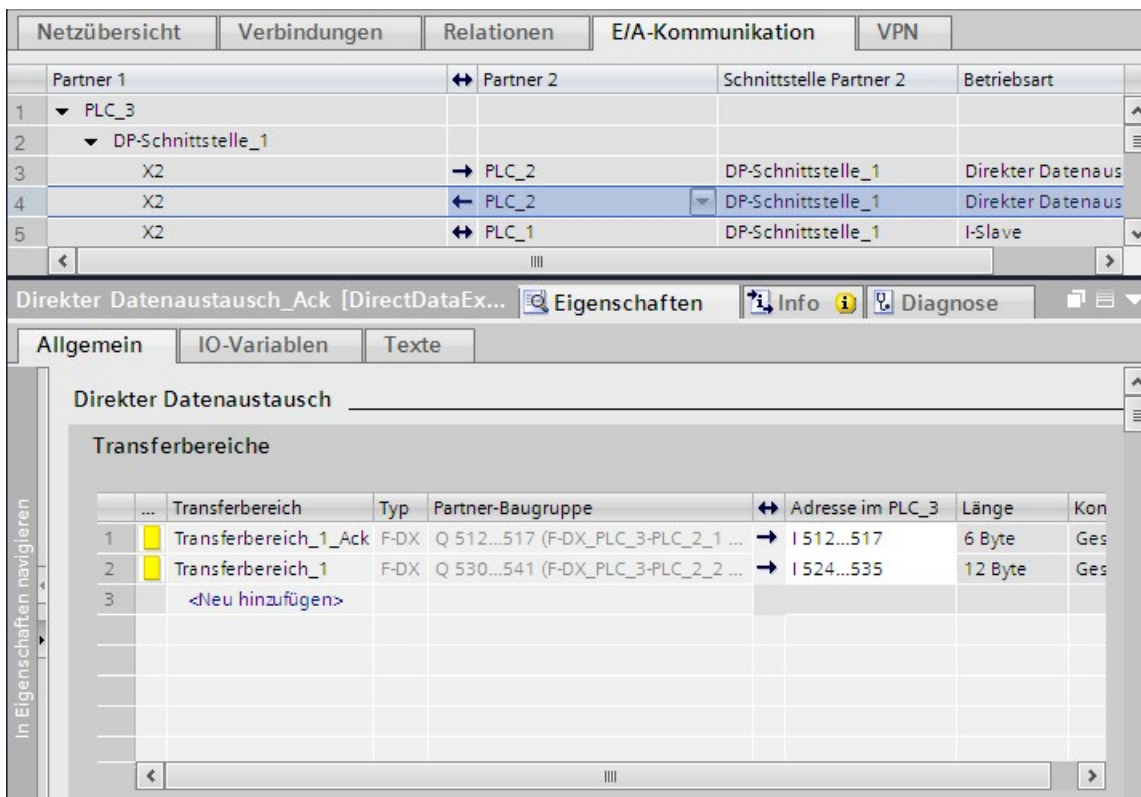 Netzübersicht Verbindungen Relationen E/A-Kommunikation VPN
Partner 1 ↔ Partner 2 Schnittstelle Partner 2 Betriebsart
1 PLC_3
2 DP-Schnittstelle_1
3 X2 → PLC_2 DP-Schnittstelle_1 Direkter Datenaus
4 X2 ← PLC_2 DP-Schnittstelle_1 Direkter Datenaus
5 X2 ↔ PLC_1 DP-Schnittstelle_1 I-Slave
Direkter Datenaustausch_Ack [DirectDataEx... Eigenschaften Info Diagnose
Allgemein IO-Variablen Texte
Direkter Datenaustausch
Transferbereiche
... Transferbereich Typ Partner-Baugruppe ↔ Adresse im PLC_3 Länge Kon
1 Transferbereich_1_Ack F-DX Q 512...517 (F-DX_PLC_3-PLC_2_1 ... → I 512...517 6 Byte Ges
2 Transferbereich_1 F-DX Q 530...541 (F-DX_PLC_3-PLC_2_2 ... → I 524...535 12 Byte Ges
3 <Neu hinzufügen>
In Eigenschaften navigieren